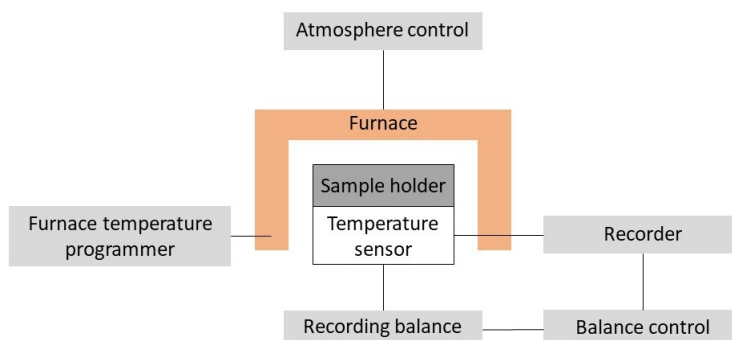 Atmosphere control
Furnace
Sample holder
Temperature
sensor
Furnace temperature
programmer
Recorder
Recording balance
Balance control